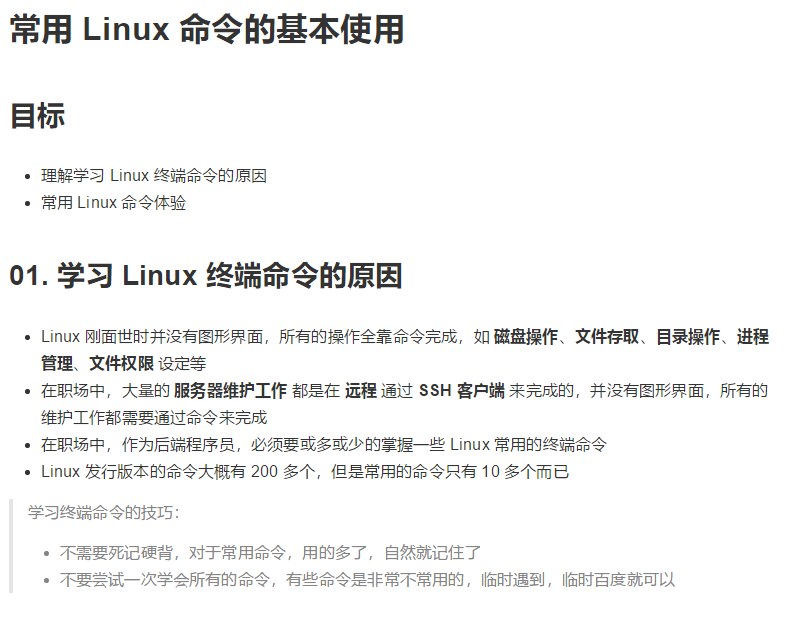 常用 Linux 命令的基本使用
目标
理解学习 Linux 终端命令的原因
常用 Linux 命令体验
01. 学习 Linux 终端命令的原因
Linux 刚面世时并没有图形界面，所有的操作全靠命令完成，如 磁盘操作、文件存取、目录操作、进程
管理、文件权限 设定等
在职场中，大量的 服务器维护工作 都是在 远程 通过 SSH 客户端 来完成的，并没有图形界面，所有的
维护工作都需要通过命令来完成
在职场中，作为后端程序员，必须要或多或少的掌握一些 Linux 常用的终端命令
Linux 发行版本的命令大概有 200 多个，但是常用的命令只有 10 多个而已
学习终端命令的技巧：
不需要死记硬背，对于常用命令，用的多了，自然就记住了
不要尝试一次学会所有的命令，有些命令是非常不常用的，临时遇到，临时百度就可以